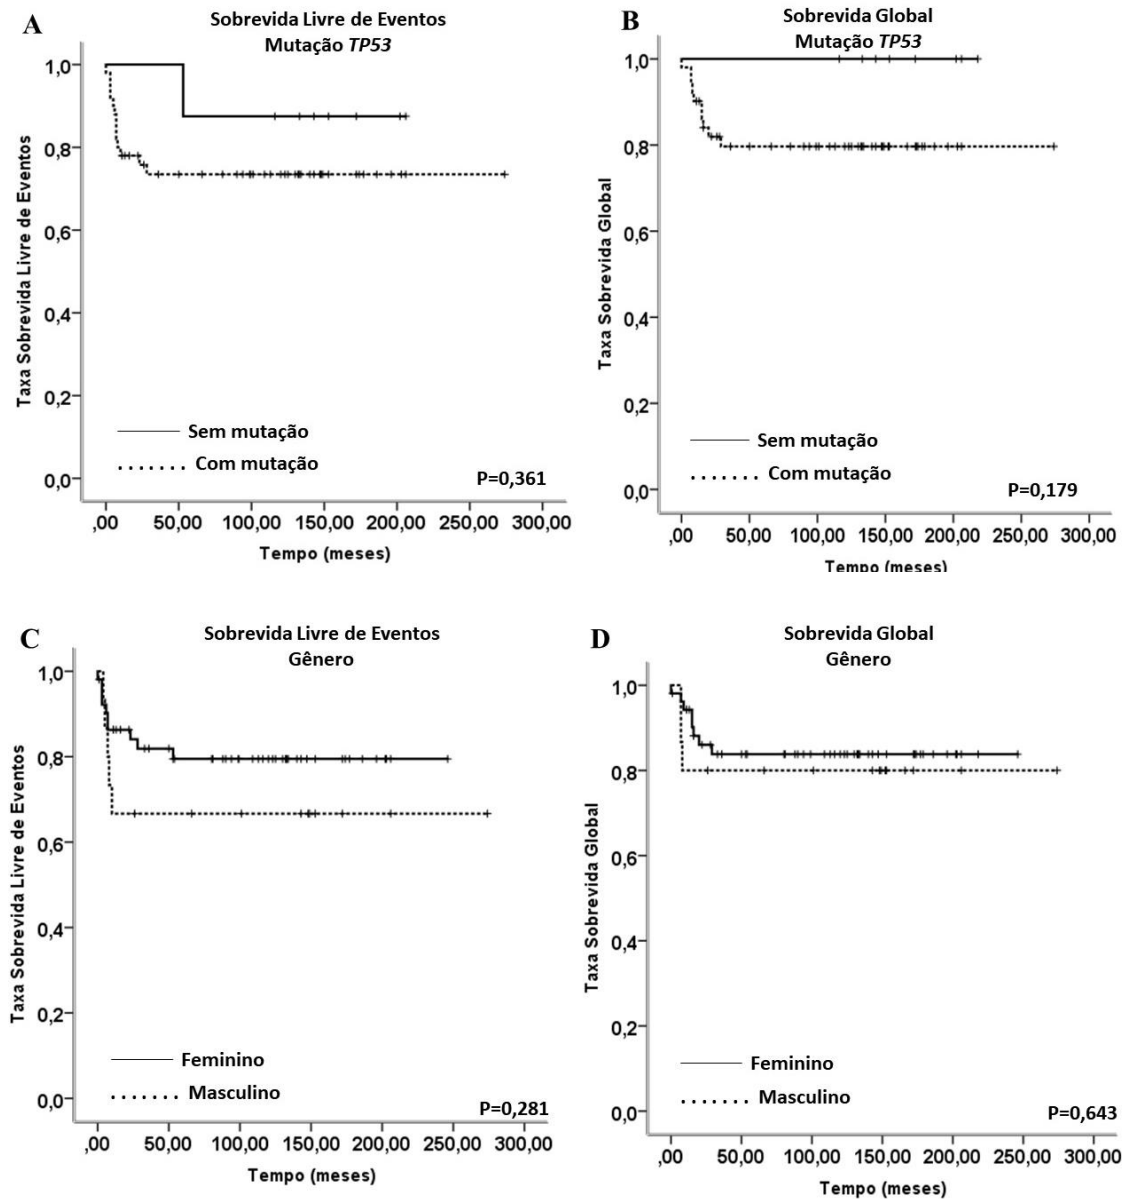 A
Sobrevida Livre de Eventos
Mutação TP53
Taxa Sobrevida Livre de Eventos
1,0
0,8
0,6
0,4
0,2
0,0
Sem mutação
Com mutação
P=0,361
,00 50,00 100,00 150,00 200,00 250,00 300,00
Tempo (meses)
B
Sobrevida Global
Mutação TP53
Taxa Sobrevida Global
1,0
0,8
0,6
0,4
0,2
0,0
Sem mutação
Com mutação
P=0,179
,00 50,00 100,00 150,00 200,00 250,00 300,00
Tempo (meses)
C
Sobrevida Livre de Eventos
Gênero
Taxa Sobrevida Livre de Eventos
1,0
0,8
0,6
0,4
0,2
0,0
Feminino
Masculino
P=0,281
,00 50,00 100,00 150,00 200,00 250,00 300,00
Tempo (meses)
D
Sobrevida Global
Gênero
Taxa Sobrevida Global
1,0
0,8
0,6
0,4
0,2
0,0
Feminino
Masculino
P=0,643
,00 50,00 100,00 150,00 200,00 250,00 300,00
Tempo (meses)